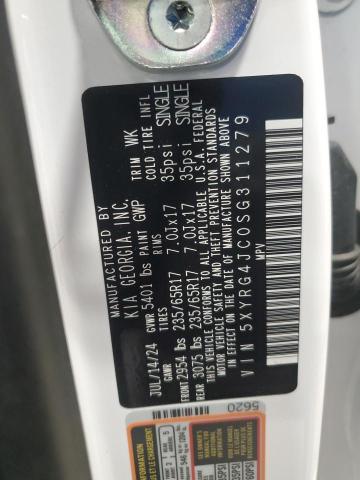 MANUFACTURED BY
KIA GEORGIA, INC.
JUL/14/24 GVWR 5401 lbs PAINT GWP TRIM WK
GAWR TIRES RIMS COLD TIRE INFL
FRONT 2954 lbs 235/65R17 7.0Jx17 35psi SINGLE
REAR 3075 lbs 235/65R17 7.0Jx17 35psi SINGLE
THIS VEHICLE CONFORMS TO ALL APPLICABLE U.S.A. FEDERAL
MOTOR VEHICLE SAFETY AND THEFT PREVENTION STANDARDS
IN EFFECT ON THE DATE OF MANUFACTURE SHOWN ABOVE
VIN 5XYRG4JC0SG311279
MPV
5620